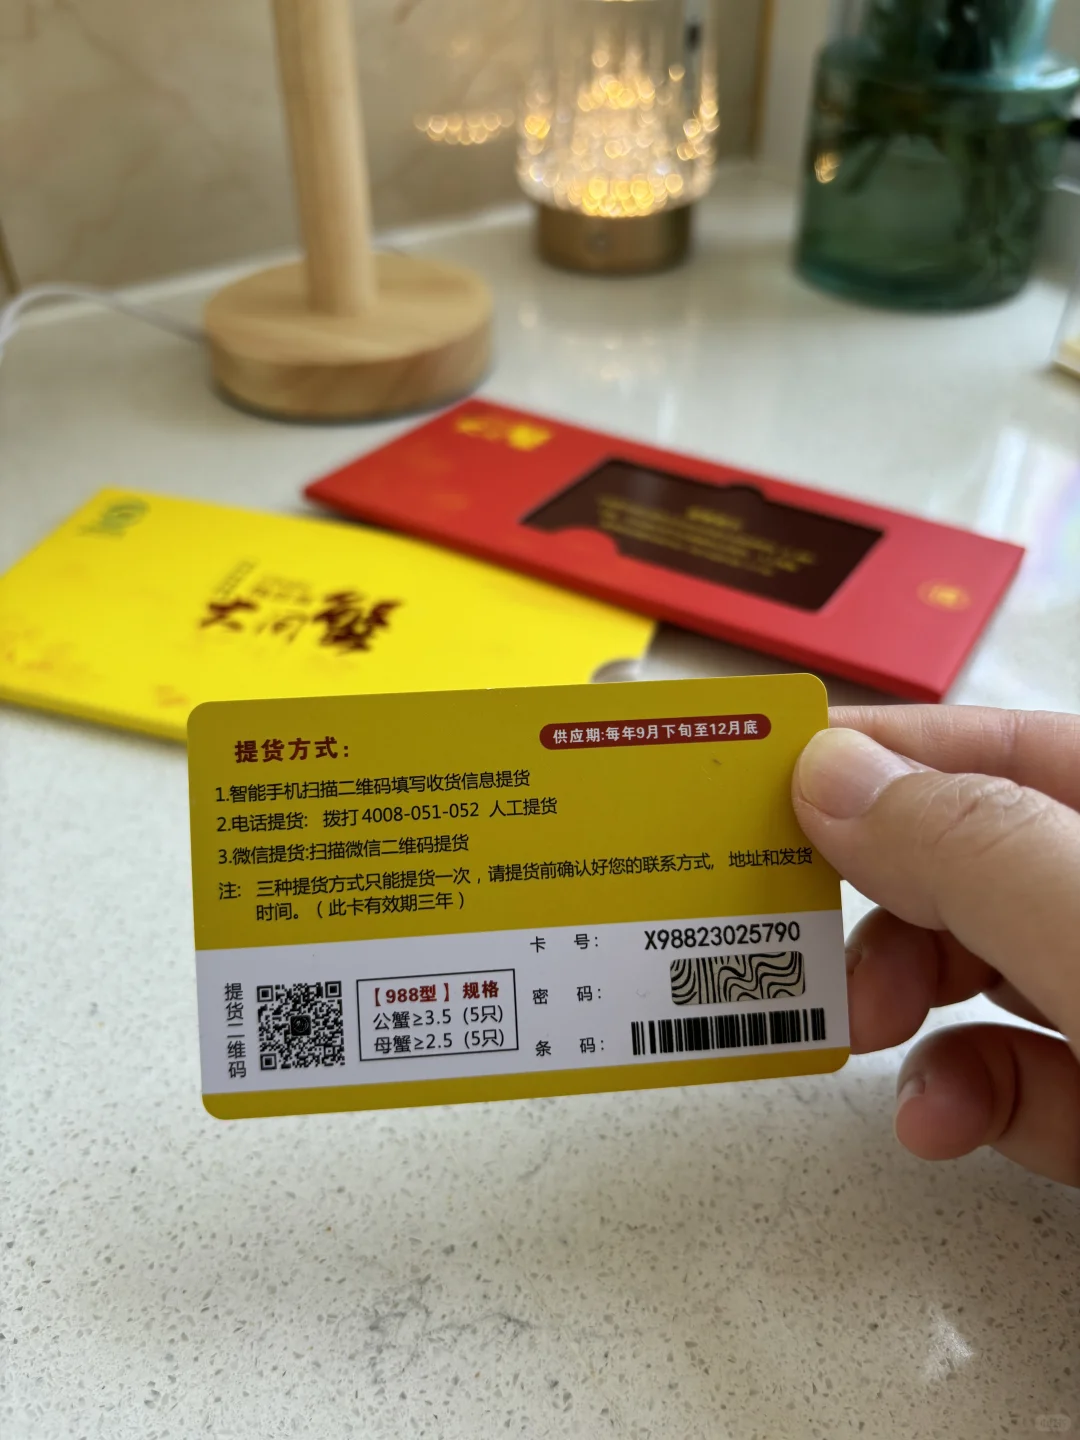 大闸蟹
提货方式：
供应期:每年9月下旬至12月底
1.智能手机扫描二维码填写收货信息提货
2.电话提货： 拨打4008-051-052 人工提货
3.微信提货:扫描微信二维码提货
注： 三种提货方式只能提货一次，请提货前确认好您的联系方式， 地址和发货
时间。（此卡有效期三年）
提货二维码
【988型】规格
公蟹≥3.5 (5只)
母蟹≥2.5 (5只)
卡 号： X98823025790
密 码：
条 码：